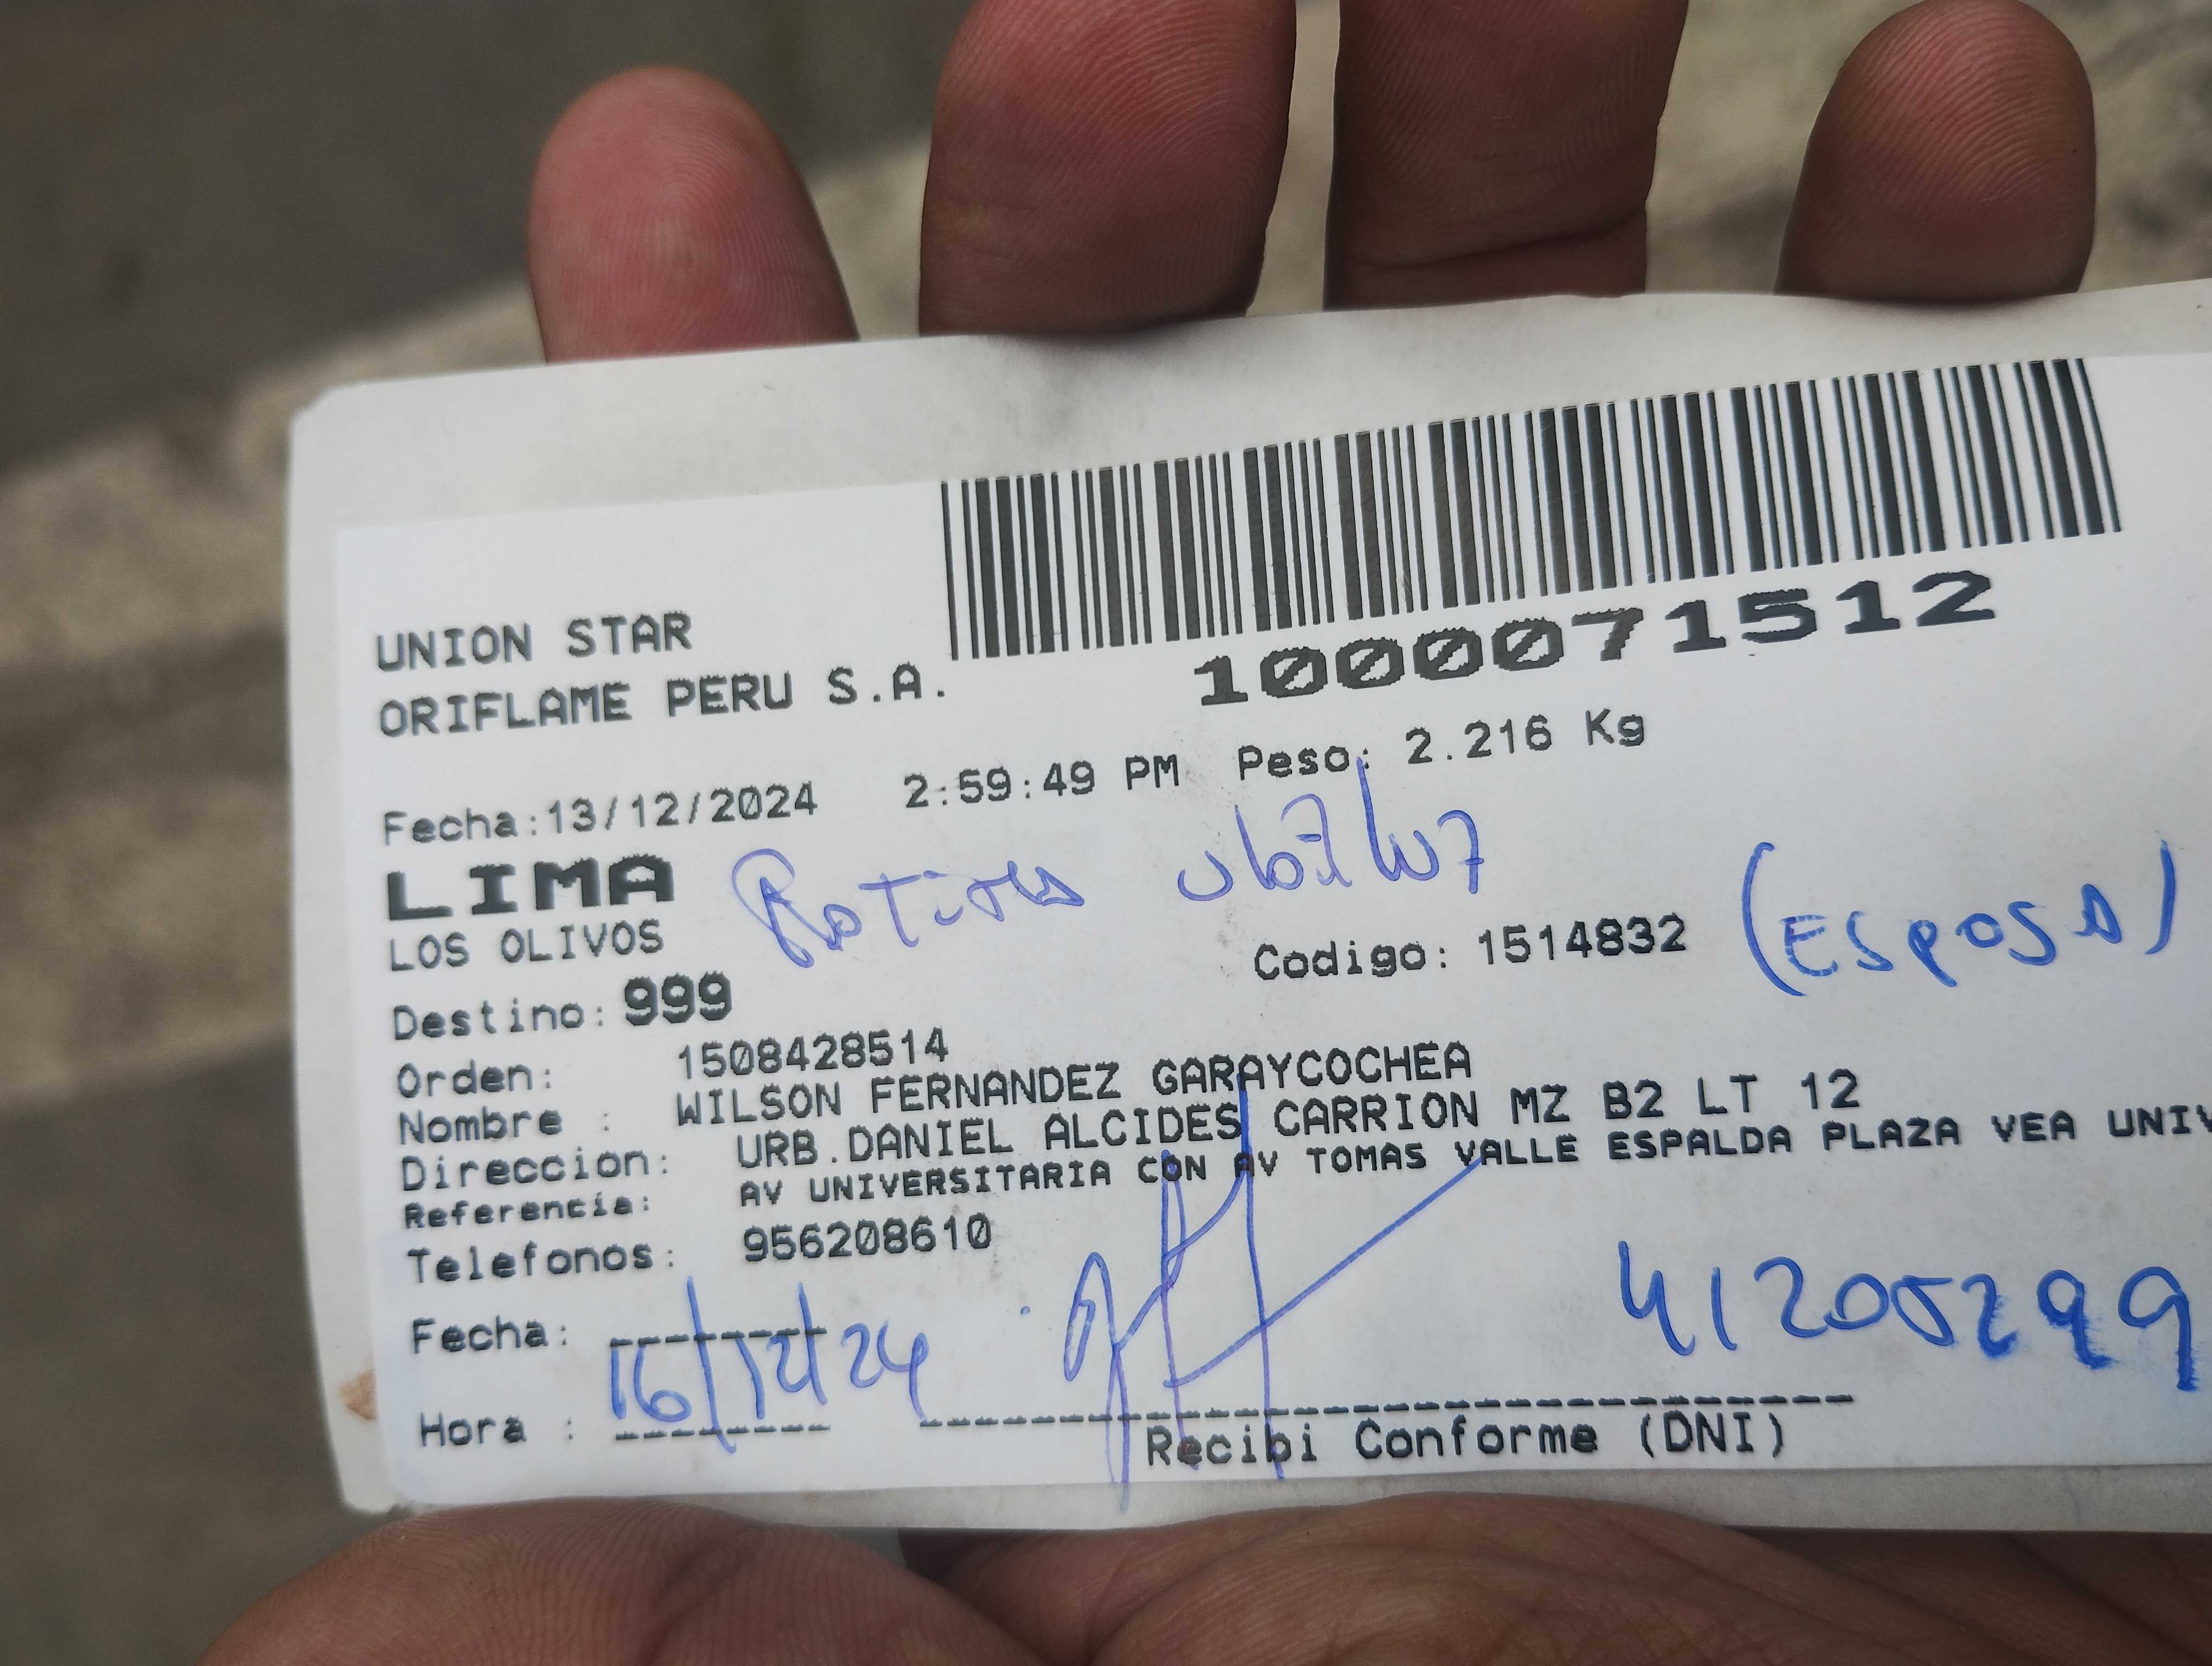 UNION STAR
ORIFLAME PERU S.A.
1000071512
Fecha:13/12/2024 2:59:49 PM Peso: 2.216 Kg
LIMA
LOS OLIVOS
Codigo: 1514832 (ESPOSA)
Destino: 999
Orden: 1508428514
Nombre : WILSON FERNANDEZ GARAYCOCHEA
Direccion: URB.DANIEL ALCIDES CARRION MZ B2 LT 12
Referencia: AV UNIVERSITARIA CON AV TOMAS VALLE ESPALDA PLAZA VEA UNIV
Telefonos: 956208610
41205299
Fecha: 16/12/24
Hora :
Recibi Conforme (DNI)